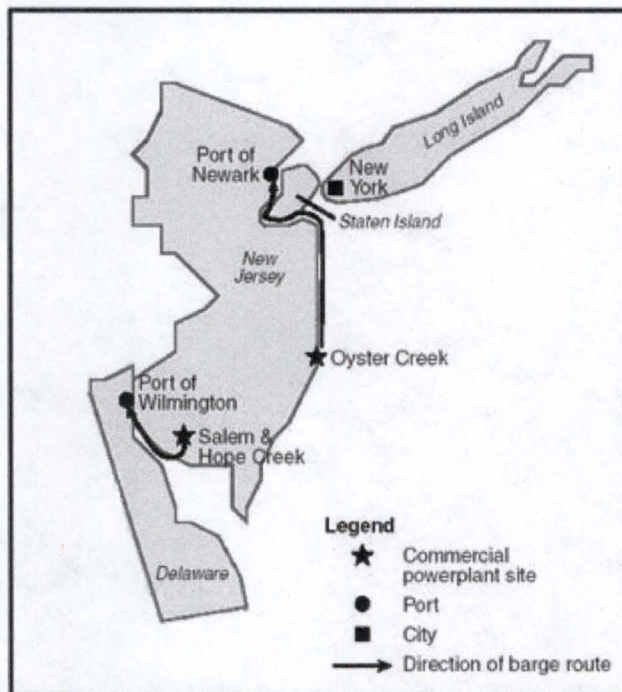 Long Island
Port of
Newark
New
York
Staten Island
New
Jersey
Oyster Creek
Port of
Wilmington
Salem &
Hope Creek
Delaware
Legend
Commercial
powerplant site
Port
City
Direction of barge route